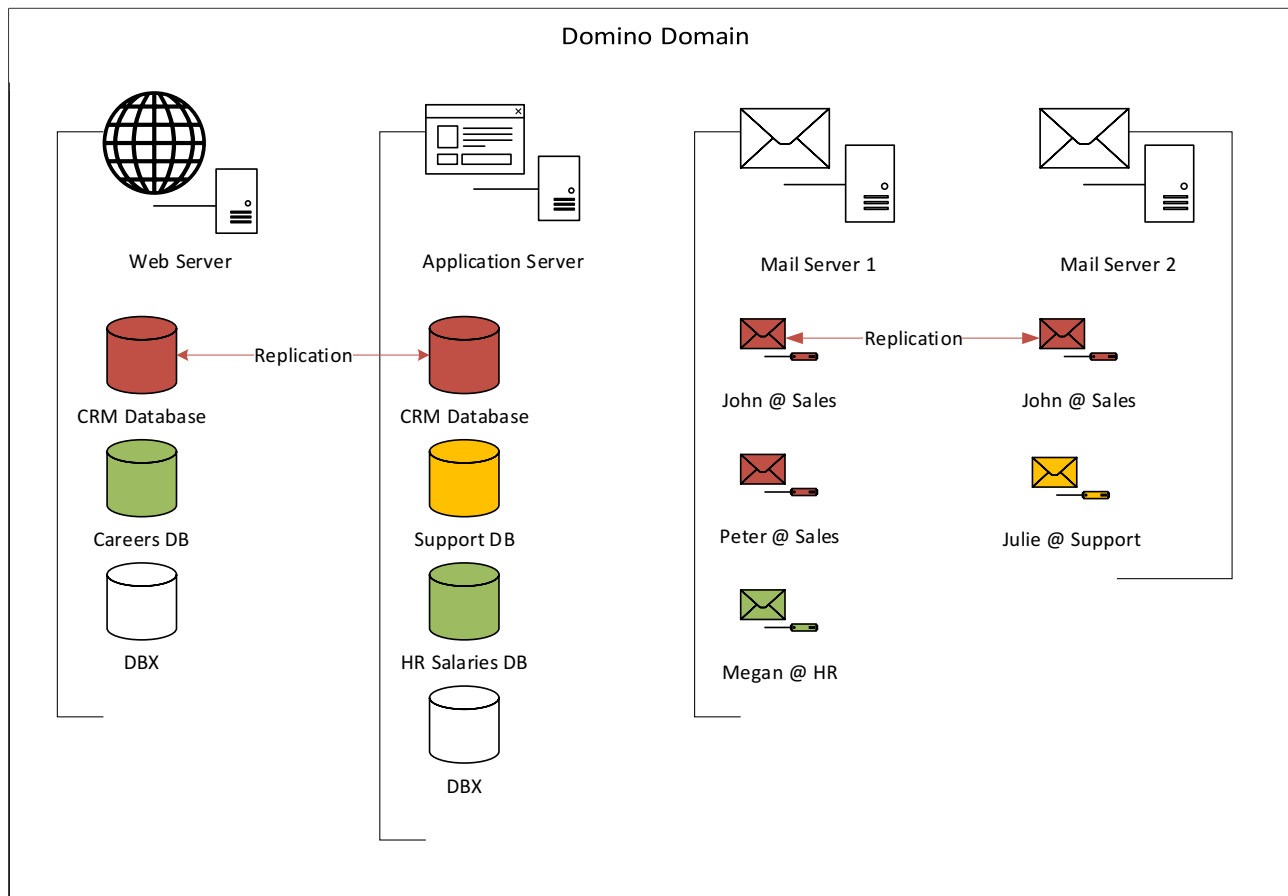 Domino Domain
Web Server
Application Server
Mail Server 1
Mail Server 2
Replication
Replication
CRM Database
CRM Database
John @ Sales
John @ Sales
Careers DB
Support DB
Peter @ Sales
Julie @ Support
DBX
HR Salaries DB
Megan @ HR
DBX